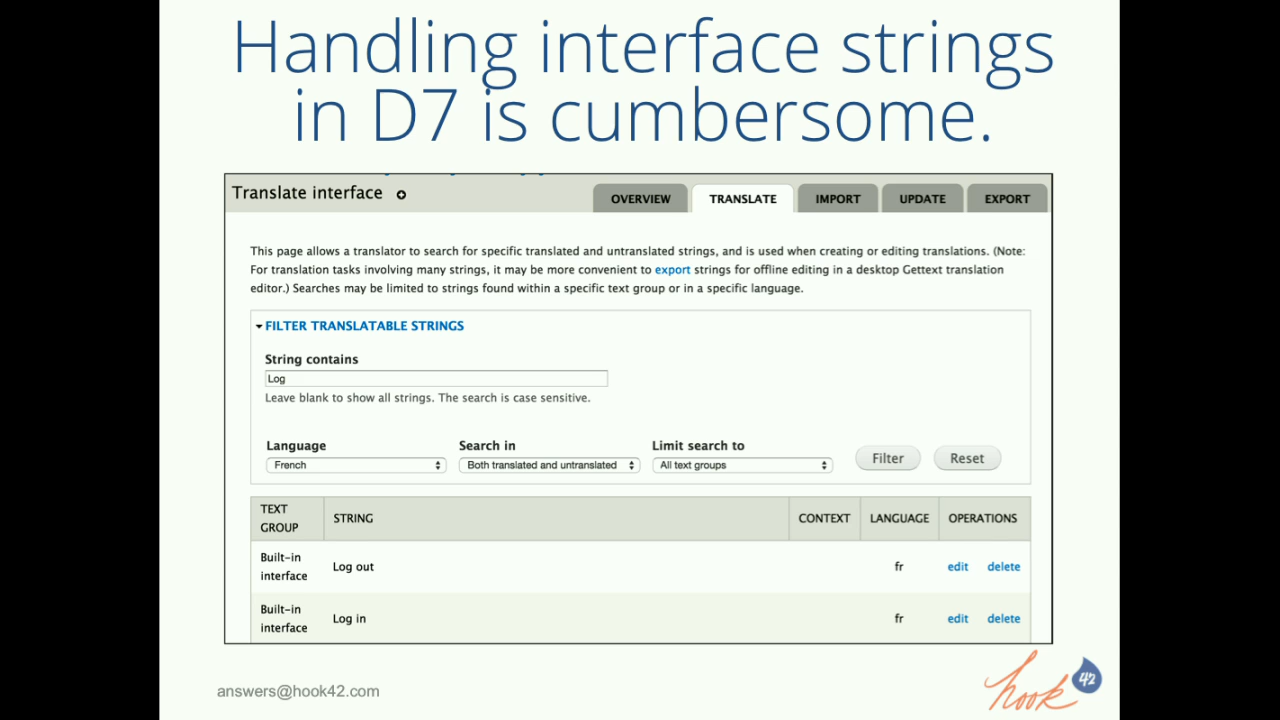 Handling interface strings
in D7 is cumbersome.
Translate interface
OVERVIEW
TRANSLATE
IMPORT
UPDATE
EXPORT
This page allows a translator to search for specific translated and untranslated strings, and is used when creating or editing translations. (Note:
For translation tasks involving many strings, it may be more convenient to export strings for offline editing in a desktop Gettext translation
editor.) Searches may be limited to strings found within a specific text group or in a specific language.
FILTER TRANSLATABLE STRINGS
String contains
Log
Leave blank to show all strings. The search is case sensitive.
Language
Search in
Limit search to
French
Both translated and untranslated
All text groups
Filter
Reset
TEXT
GROUP
STRING
CONTEXT
LANGUAGE
OPERATIONS
Built-in
interface
Log out
fr
edit
delete
Built-in
interface
Log in
fr
edit
delete
answers@hook42.com
hook
42